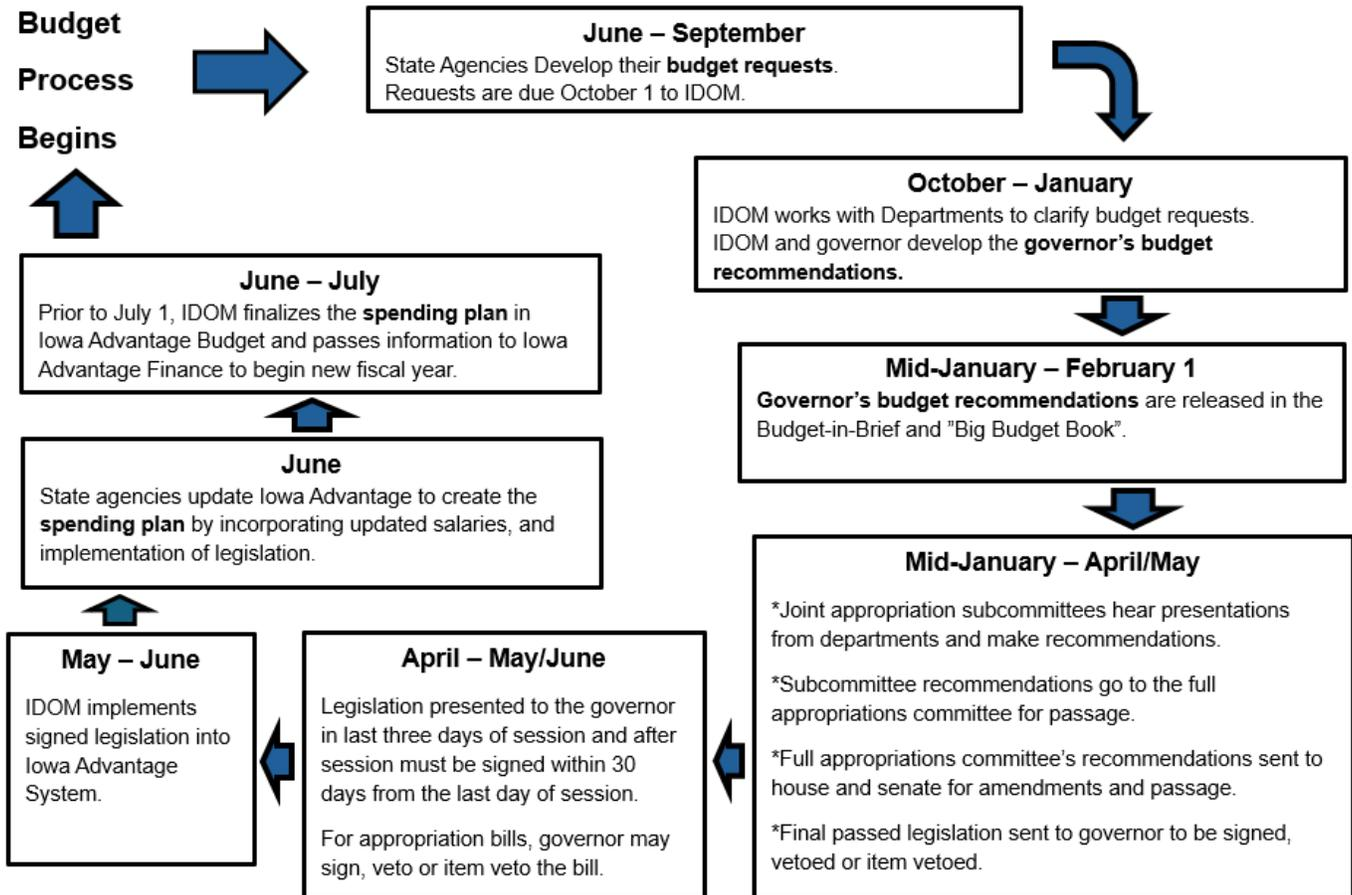 Budget
Process
Begins
June – September
State Agencies Develop their budget requests.
Requests are due October 1 to IDOM.
October – January
IDOM works with Departments to clarify budget requests.
IDOM and governor develop the governor’s budget
recommendations.
Mid-January – February 1
Governor’s budget recommendations are released in the
Budget-in-Brief and ”Big Budget Book”.
Mid-January – April/May
*Joint appropriation subcommittees hear presentations
from departments and make recommendations.
*Subcommittee recommendations go to the full
appropriations committee for passage.
*Full appropriations committee’s recommendations sent to
house and senate for amendments and passage.
*Final passed legislation sent to governor to be signed,
vetoed or item vetoed.
April – May/June
Legislation presented to the governor
in last three days of session and after
session must be signed within 30
days from the last day of session.
For appropriation bills, governor may
sign, veto or item veto the bill.
May – June
IDOM implements
signed legislation into
Iowa Advantage
System.
June
State agencies update Iowa Advantage to create the
spending plan by incorporating updated salaries, and
implementation of legislation.
June – July
Prior to July 1, IDOM finalizes the spending plan in
Iowa Advantage Budget and passes information to Iowa
Advantage Finance to begin new fiscal year.